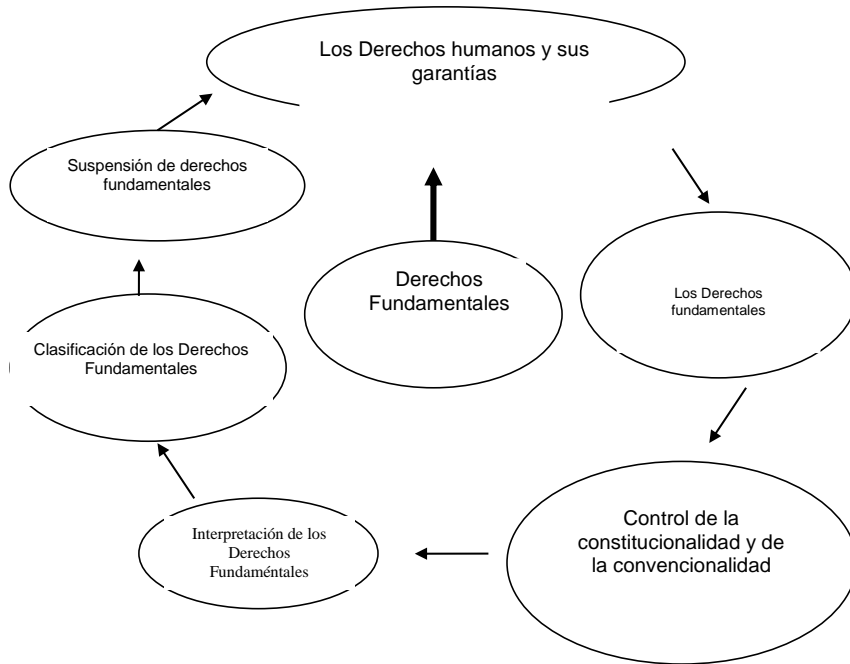 Los Derechos humanos y sus
garantías
Suspensión de derechos
fundamentales
Derechos
Fundamentales
Los Derechos
fundamentales
Clasificación de los Derechos
Fundamentales
Control de la
constitucionalidad y de
la convencionalidad
Interpretación de los
Derechos
Fundaméntales